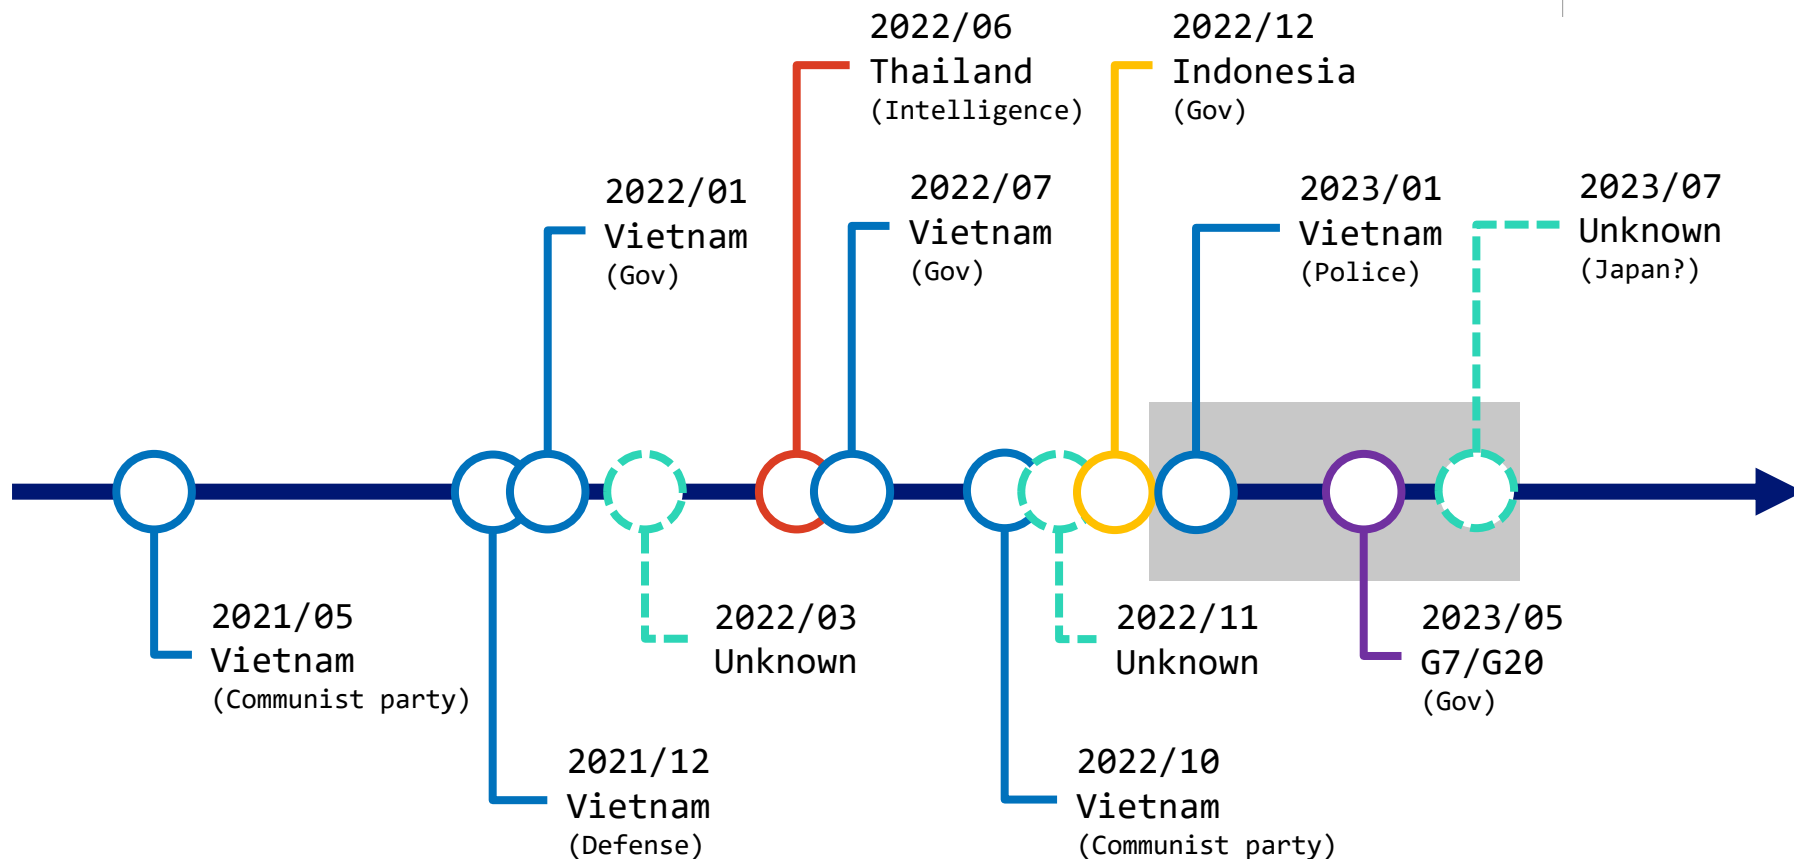 2022/06
Thailand
(Intelligence)
2022/12
Indonesia
(Gov)
2022/01
Vietnam
(Gov)
2022/07
Vietnam
(Gov)
2023/01
Vietnam
(Police)
2023/07
Unknown
(Japan?)
2021/05
Vietnam
(Communist party)
2022/03
Unknown
2022/11
Unknown
2023/05
G7/G20
(Gov)
2021/12
Vietnam
(Defense)
2022/10
Vietnam
(Communist party)